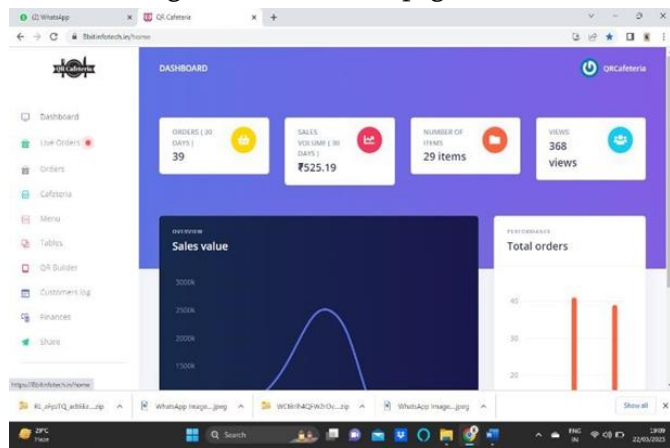 (2) WhatsApp
QR Cafeteria
8bitinfotech.in/home
QR Cafeteria
DASHBOARD
QRCafeteria
Dashboard
Live Orders
Orders
Cafeteria
Menu
Tables
QR Builder
Customers log
Finances
Share
ORDERS ( 30
DAYS )
39
SALES
VOLUME ( 30
DAYS )
₹525.19
NUMBER OF
ITEMS
29 items
VIEWS
368
views
OVERVIEW
Sales value
3000k
2500k
2000k
1500k
PERFORMANCE
Total orders
40
30
20
https://8bitinfotech.in/home
WhatsApp Image....jpeg
WhatsApp Image....jpeg
Show all
29°C
Haze
Search
ENG
IN
22/03/2023